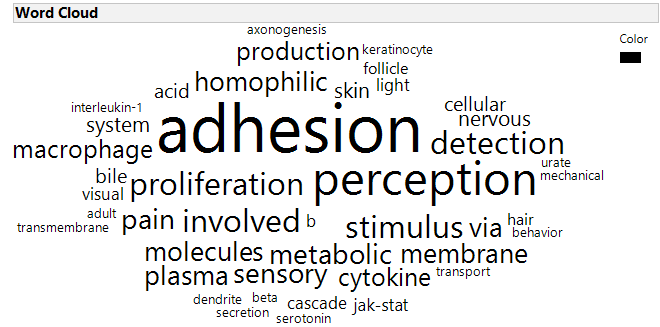 Word Cloud
axonogenesis
Color
production keratinocyte
follicle
acid homophilic skin light
interleukin-1 cellular
system adhesion nervous
macrophage detection
bile perception urate
mechanical
visual proliferation
adult pain involved b stimulus via hair
transmembrane behavior
molecules metabolic membrane
plasma sensory cytokine transport
dendrite beta cascade jak-stat
secretion serotonin